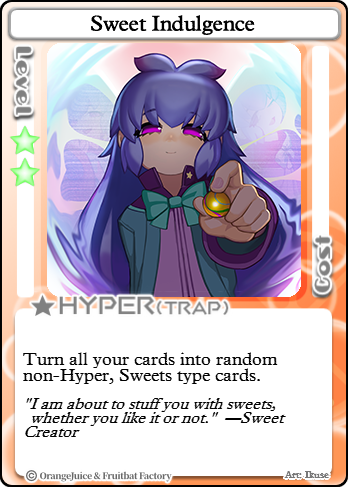 Sweet Indulgence
Level
Cost
HYPER(TRAP)
Turn all your cards into random
non-Hyper, Sweets type cards.
"I am about to stuff you with sweets,
whether you like it or not." —Sweet
Creator
© OrangeJuice & Fruitbat Factory
Art: Ikuse